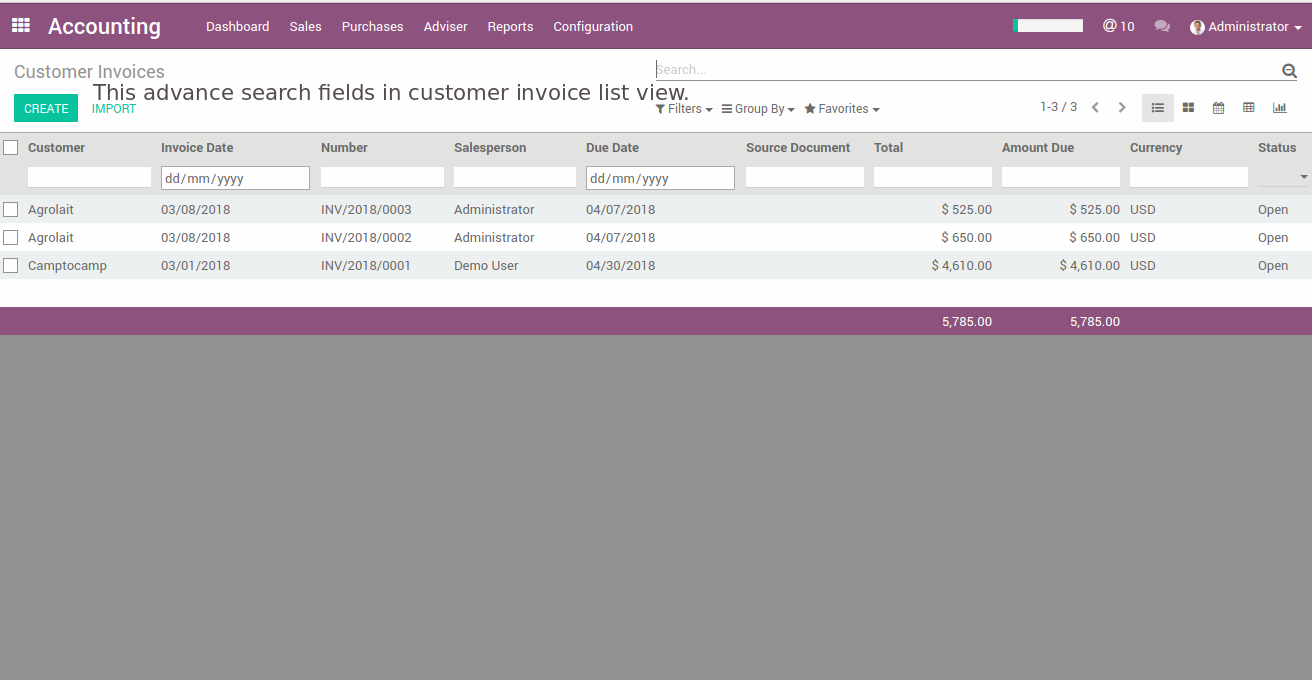 Accounting Dashboard Sales Purchases Adviser Reports Configuration @ 10 Administrator
Customer Invoices Search...
This advance search fields in customer invoice list view.
CREATE IMPORT Filters Group By Favorites 1-3 / 3
Customer Invoice Date Number Salesperson Due Date Source Document Total Amount Due Currency Status
dd/mm/yyyy dd/mm/yyyy
Agrolait 03/08/2018 INV/2018/0003 Administrator 04/07/2018 $ 525.00 $ 525.00 USD Open
Agrolait 03/08/2018 INV/2018/0002 Administrator 04/07/2018 $ 650.00 $ 650.00 USD Open
Camptocamp 03/01/2018 INV/2018/0001 Demo User 04/30/2018 $ 4,610.00 $ 4,610.00 USD Open
5,785.00 5,785.00